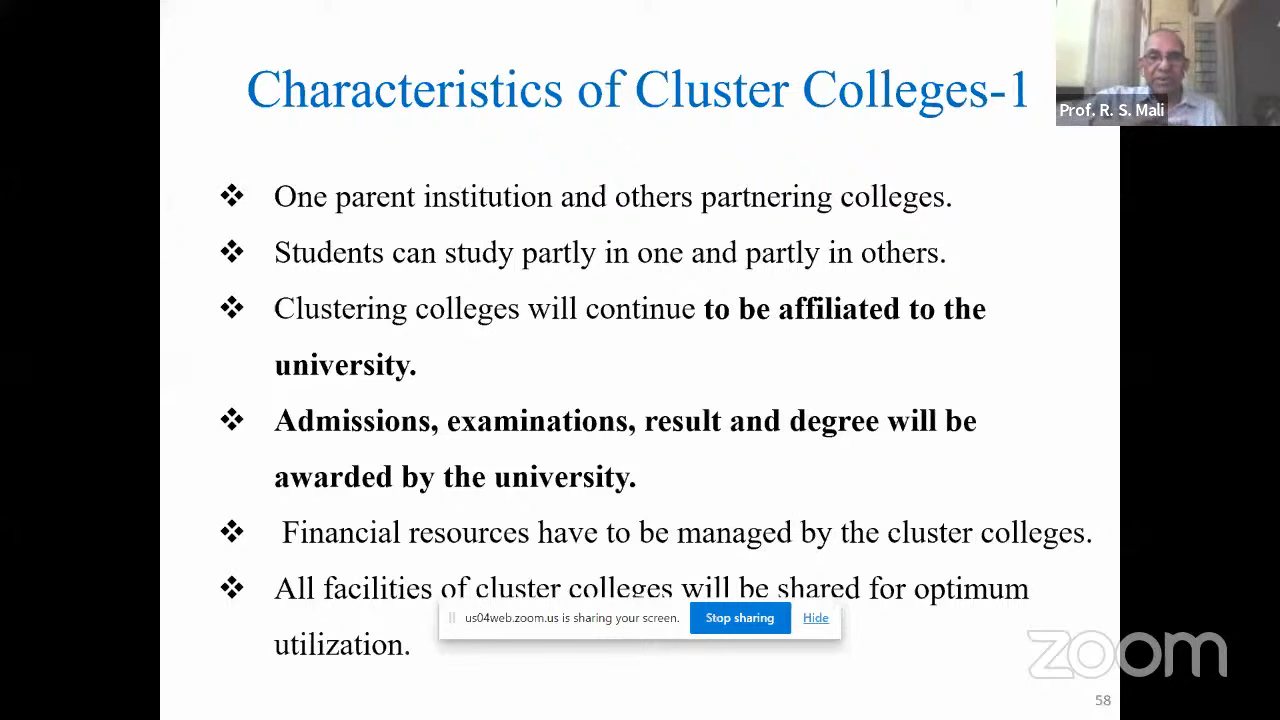 Characteristics of Cluster Colleges-1
Prof. R. S. Mali
❖ One parent institution and others partnering colleges.
❖ Students can study partly in one and partly in others.
❖ Clustering colleges will continue to be affiliated to the
university.
❖ Admissions, examinations, result and degree will be
awarded by the university.
❖ Financial resources have to be managed by the cluster colleges.
❖ All facilities of cluster colleges will be shared for optimum
us04web.zoom.us is sharing your screen. Stop sharing Hide
utilization.
zoom
58